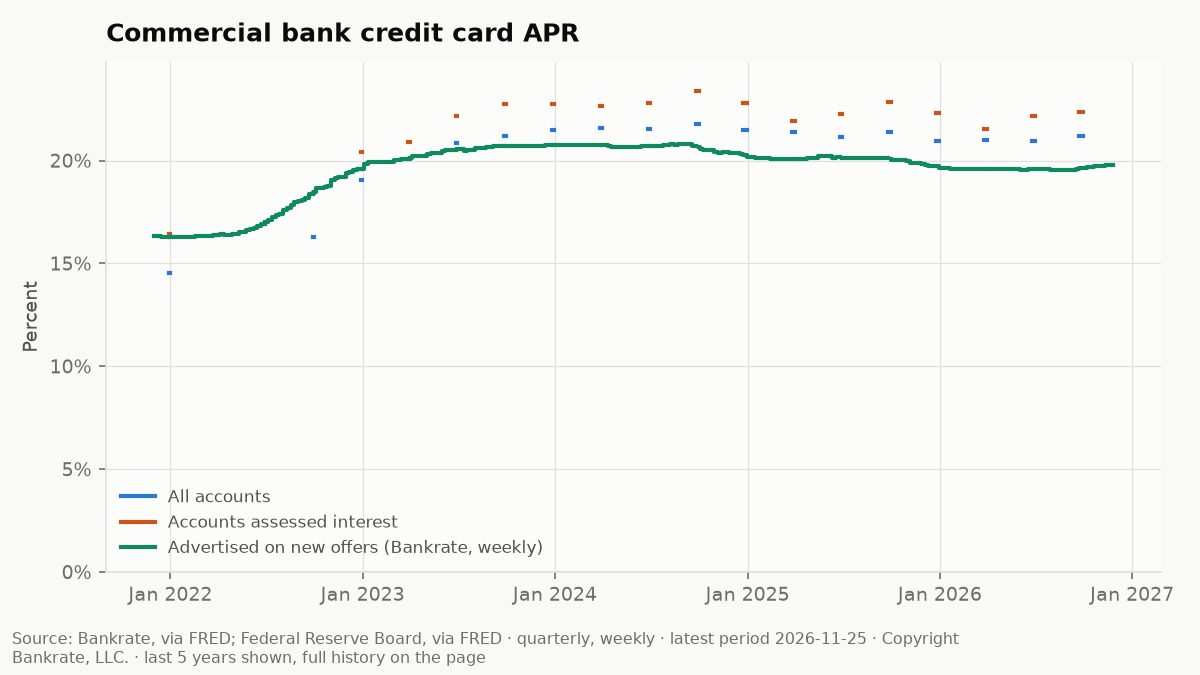 Commercial bank credit card APR
Percent
20%
15%
10%
5%
0%
All accounts
Accounts assessed interest
Advertised on new offers (Bankrate, weekly)
Jan 2022
Jan 2023
Jan 2024
Jan 2025
Jan 2026
Jan 2027
Source: Bankrate, via FRED; Federal Reserve Board, via FRED · quarterly, weekly · latest period 2026-11-25 · Copyright
Bankrate, LLC. · last 5 years shown, full history on the page